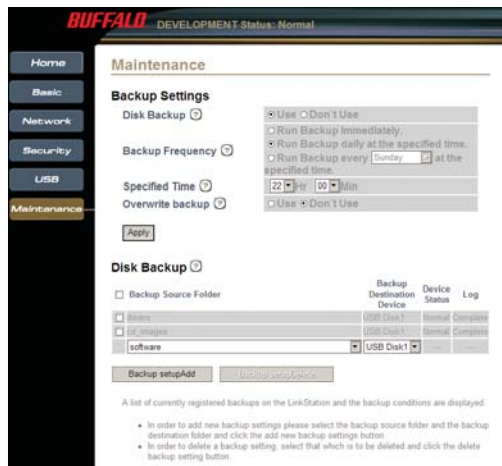 BUFFALO DEVELOPMENT Status: Normal
Home
Basic
Network
Security
USB
Maintenance
Maintenance
Backup Settings
Disk Backup ? Use Don't Use
Backup Frequency ? Run Backup Immediately.
Run Backup daily at the specified time.
Run Backup every Sunday at the specified time.
Specified Time ? 22 Hr 00 Min
Overwrite backup ? Use Don't Use
Apply
Disk Backup ?
Backup Source Folder Backup Destination Device Device Status Log
drivers USB Disk1 Normal Complete
cd_images USB Disk1 Normal Complete
software USB Disk1
Backup setupAdd Backup setupDelete
A list of currently registered backups on the LinkStation and the backup conditions are displayed.
In order to add new backup settings please select the backup source folder and the backup
destination folder and click the add new backup settings button.
In order to delete a backup setting, select that which is to be deleted and click the delete
backup setting button.